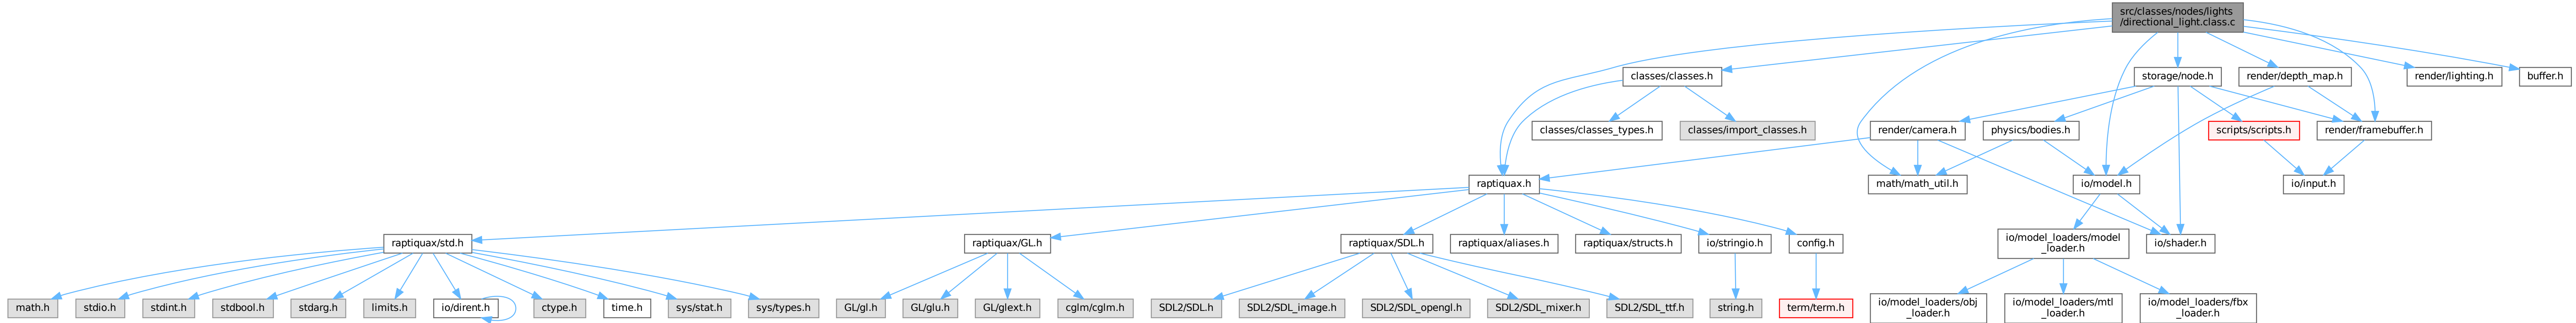 src/classes/nodes/lights
/directional_light.class.c
classes/classes.h
storage/node.h
render/depth_map.h
render/lighting.h
buffer.h
classes/classes_types.h
classes/import_classes.h
render/camera.h
physics/bodies.h
scripts/scripts.h
render/framebuffer.h
raptiquax.h
math/math_util.h
io/model.h
io/input.h
raptiquax/std.h
raptiquax/GL.h
raptiquax/SDL.h
raptiquax/aliases.h
raptiquax/structs.h
io/stringio.h
config.h
io/model_loaders/model
_loader.h
io/shader.h
math.h
stdio.h
stdint.h
stdbool.h
stdarg.h
limits.h
io/dirent.h
ctype.h
time.h
sys/stat.h
sys/types.h
GL/gl.h
GL/glu.h
GL/glext.h
cglm/cglm.h
SDL2/SDL.h
SDL2/SDL_image.h
SDL2/SDL_opengl.h
SDL2/SDL_mixer.h
SDL2/SDL_ttf.h
string.h
term/term.h
io/model_loaders/obj
_loader.h
io/model_loaders/mtl
_loader.h
io/model_loaders/fbx
_loader.h